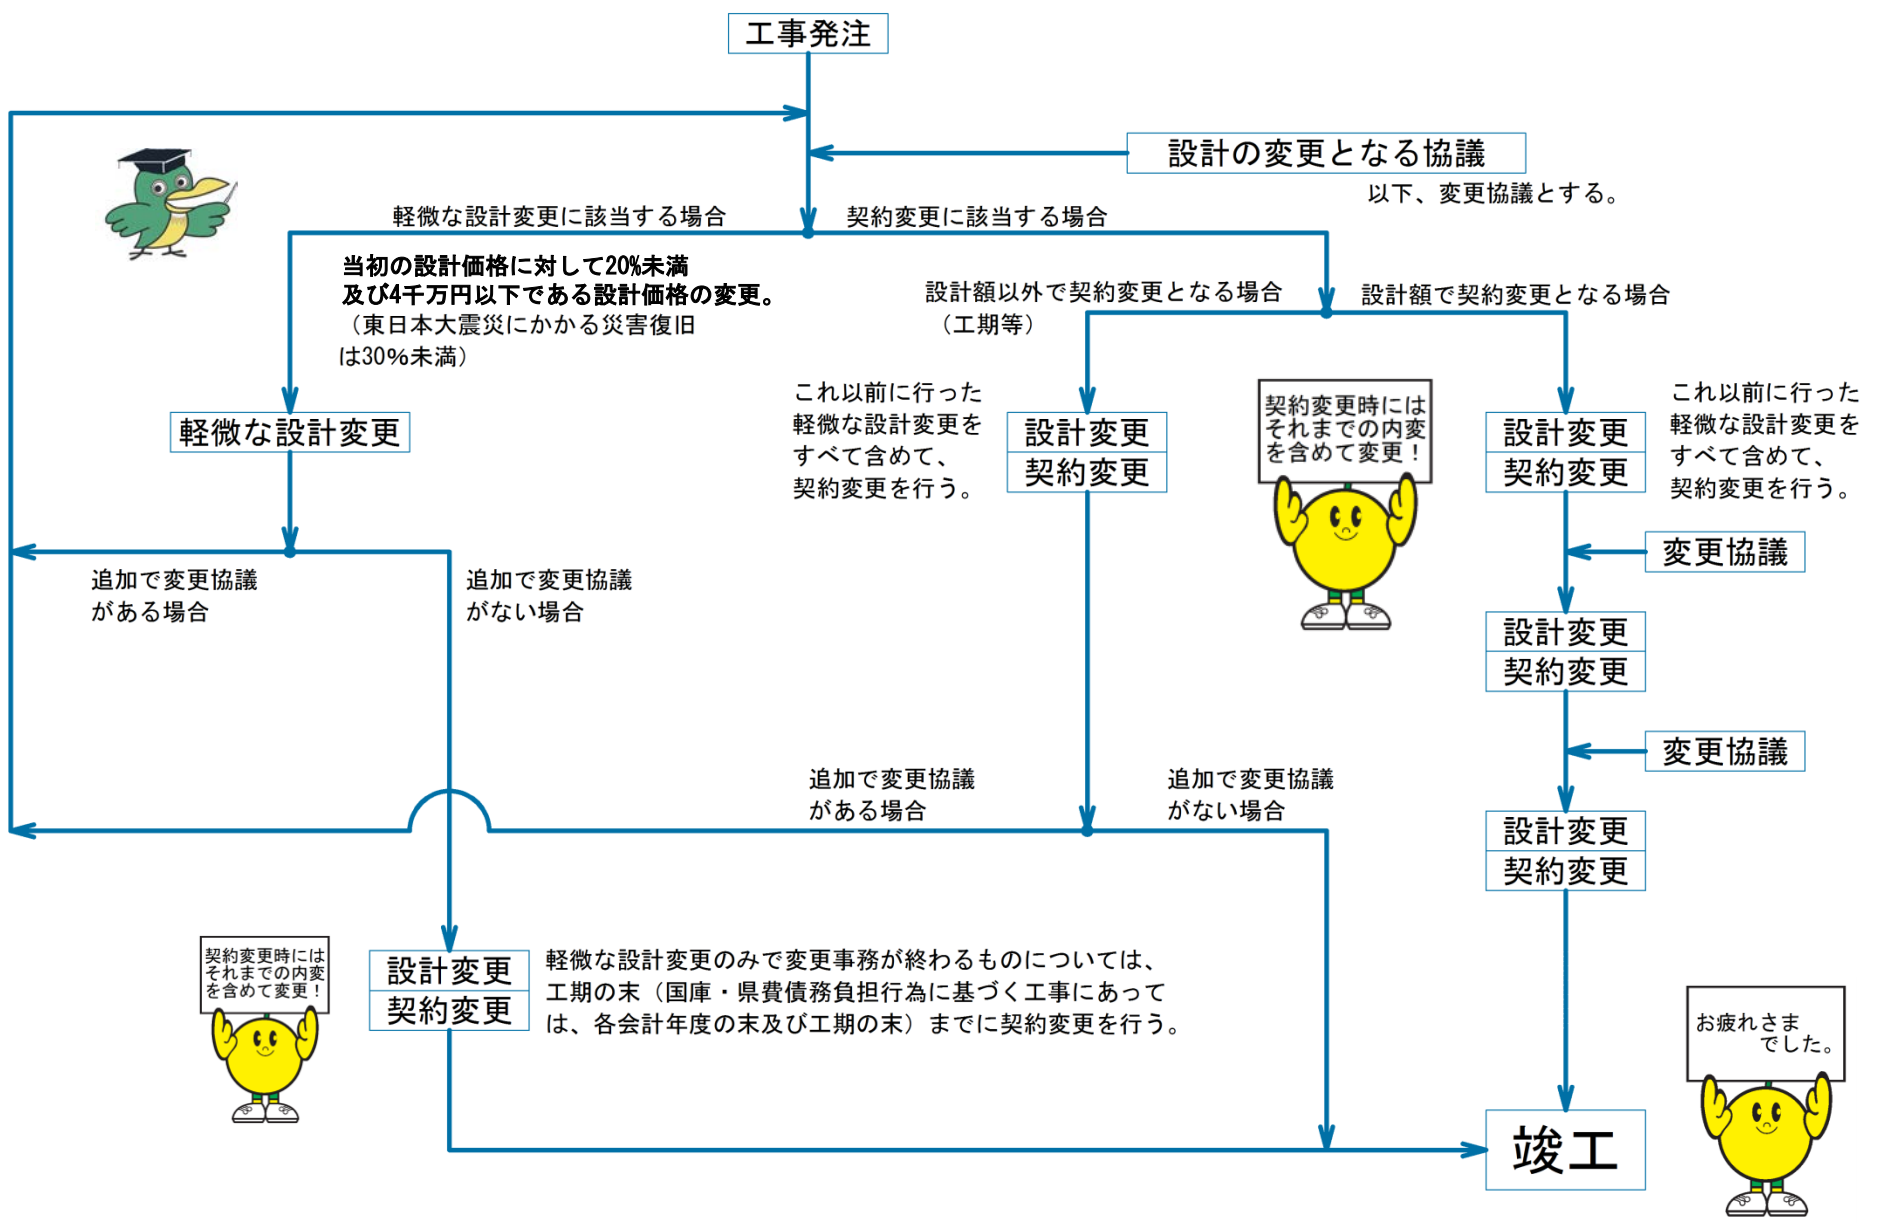 工事発注
設計の変更となる協議
以下、変更協議とする。
軽微な設計変更に該当する場合
契約変更に該当する場合
当初の設計価格に対して20%未満
及び4千万円以下である設計価格の変更。
（東日本大震災にかかる災害復旧
は30%未満）
設計額以外で契約変更となる場合
（工期等）
設計額で契約変更となる場合
軽微な設計変更
これ以前に行った
軽微な設計変更を
すべて含めて、
契約変更を行う。
設計変更
契約変更
契約変更時には
それまでの内変
を含めて変更！
設計変更
契約変更
これ以前に行った
軽微な設計変更を
すべて含めて、
契約変更を行う。
変更協議
追加で変更協議
がある場合
追加で変更協議
がない場合
設計変更
契約変更
変更協議
追加で変更協議
がある場合
追加で変更協議
がない場合
設計変更
契約変更
契約変更時には
それまでの内変
を含めて変更！
設計変更
契約変更
軽微な設計変更のみで変更事務が終わるものについては、
工期の末（国庫・県費債務負担行為に基づく工事にあって
は、各会計年度の末及び工期の末）までに契約変更を行う。
お疲れさま
でした。
竣工